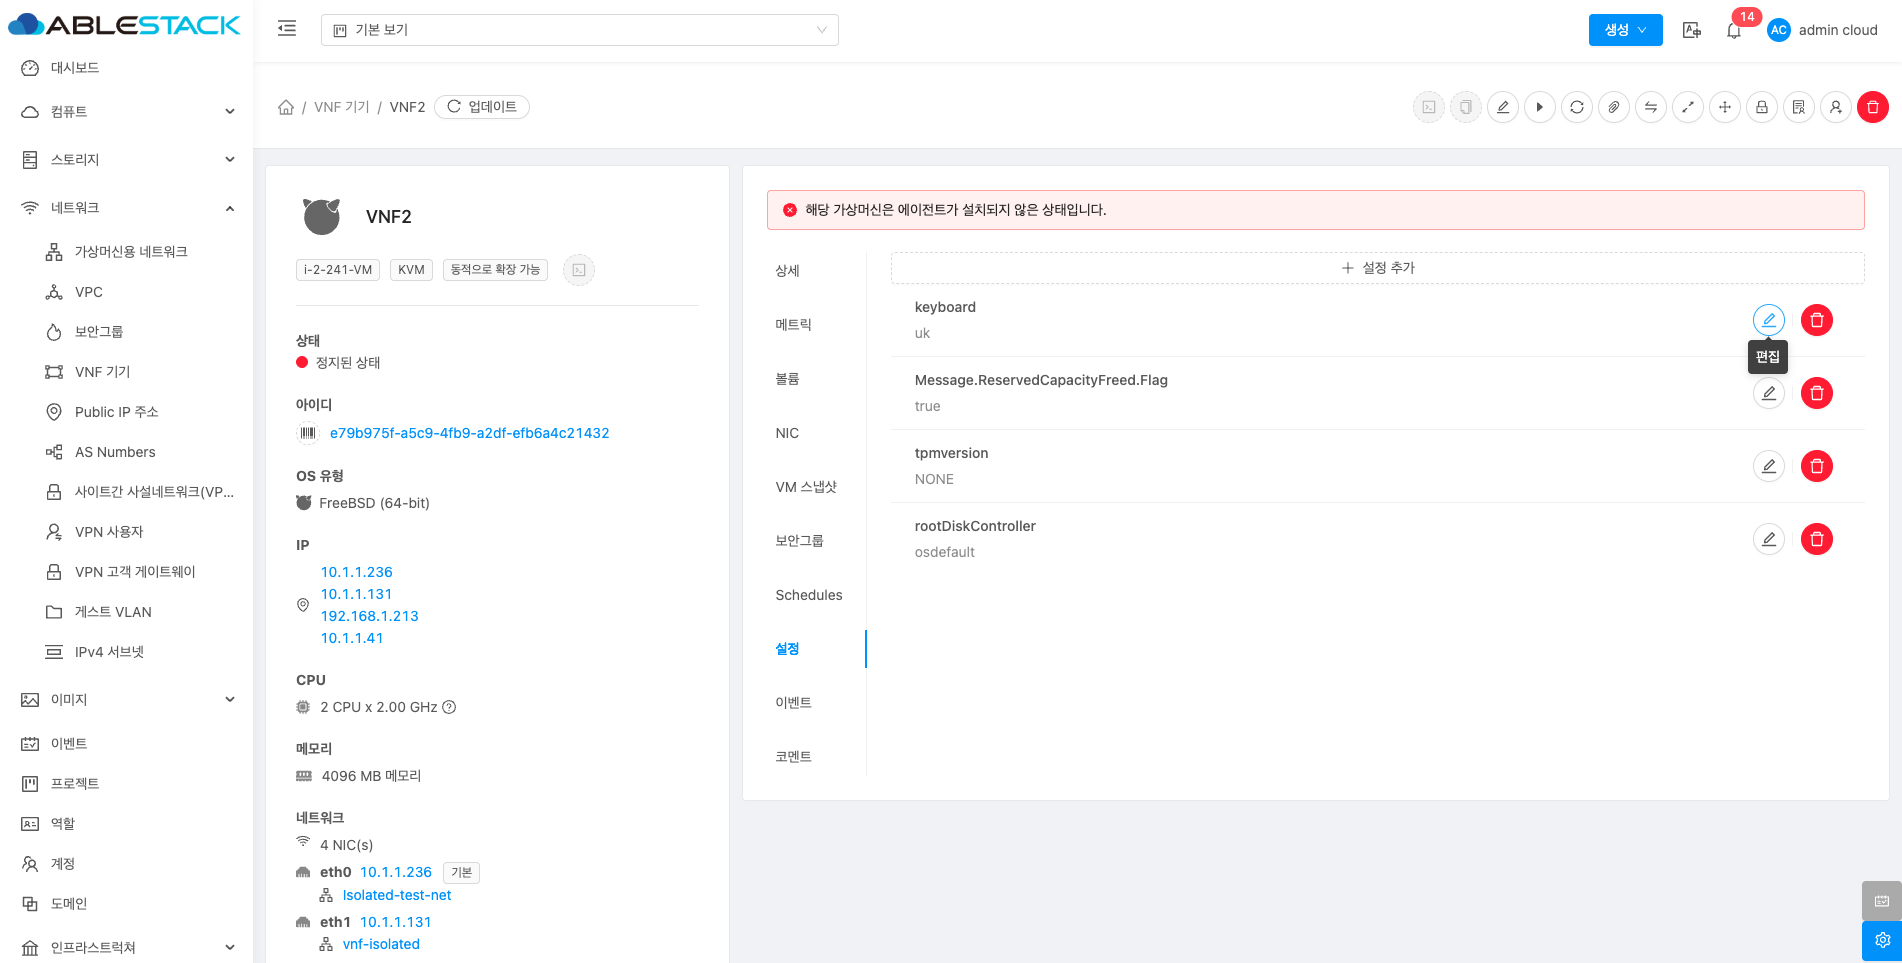 ABLESTACK
기본 보기
생성
14
AC
admin cloud
대시보드
컴퓨트
스토리지
네트워크
가상머신용 네트워크
VPC
보안그룹
VNF 기기
Public IP 주소
AS Numbers
사이트간 사설네트워크(VP...
VPN 사용자
VPN 고객 게이트웨이
게스트 VLAN
IPv4 서브넷
이미지
이벤트
프로젝트
역할
계정
도메인
인프라스트럭쳐
/ VNF 기기 / VNF2
업데이트
VNF2
i-2-241-VM
KVM
동적으로 확장 가능
상태
정지된 상태
아이디
e79b975f-a5c9-4fb9-a2df-efb6a4c21432
OS 유형
FreeBSD (64-bit)
IP
10.1.1.236
10.1.1.131
192.168.1.213
10.1.1.41
CPU
2 CPU x 2.00 GHz
메모리
4096 MB 메모리
네트워크
4 NIC(s)
eth0 10.1.1.236 기본
Isolated-test-net
eth1 10.1.1.131
vnf-isolated
해당 가상머신은 에이전트가 설치되지 않은 상태입니다.
상세
메트릭
볼륨
NIC
VM 스냅샷
보안그룹
Schedules
설정
이벤트
코멘트
설정 추가
keyboard
uk
편집
Message.ReservedCapacityFreed.Flag
true
tpmversion
NONE
rootDiskController
osdefault